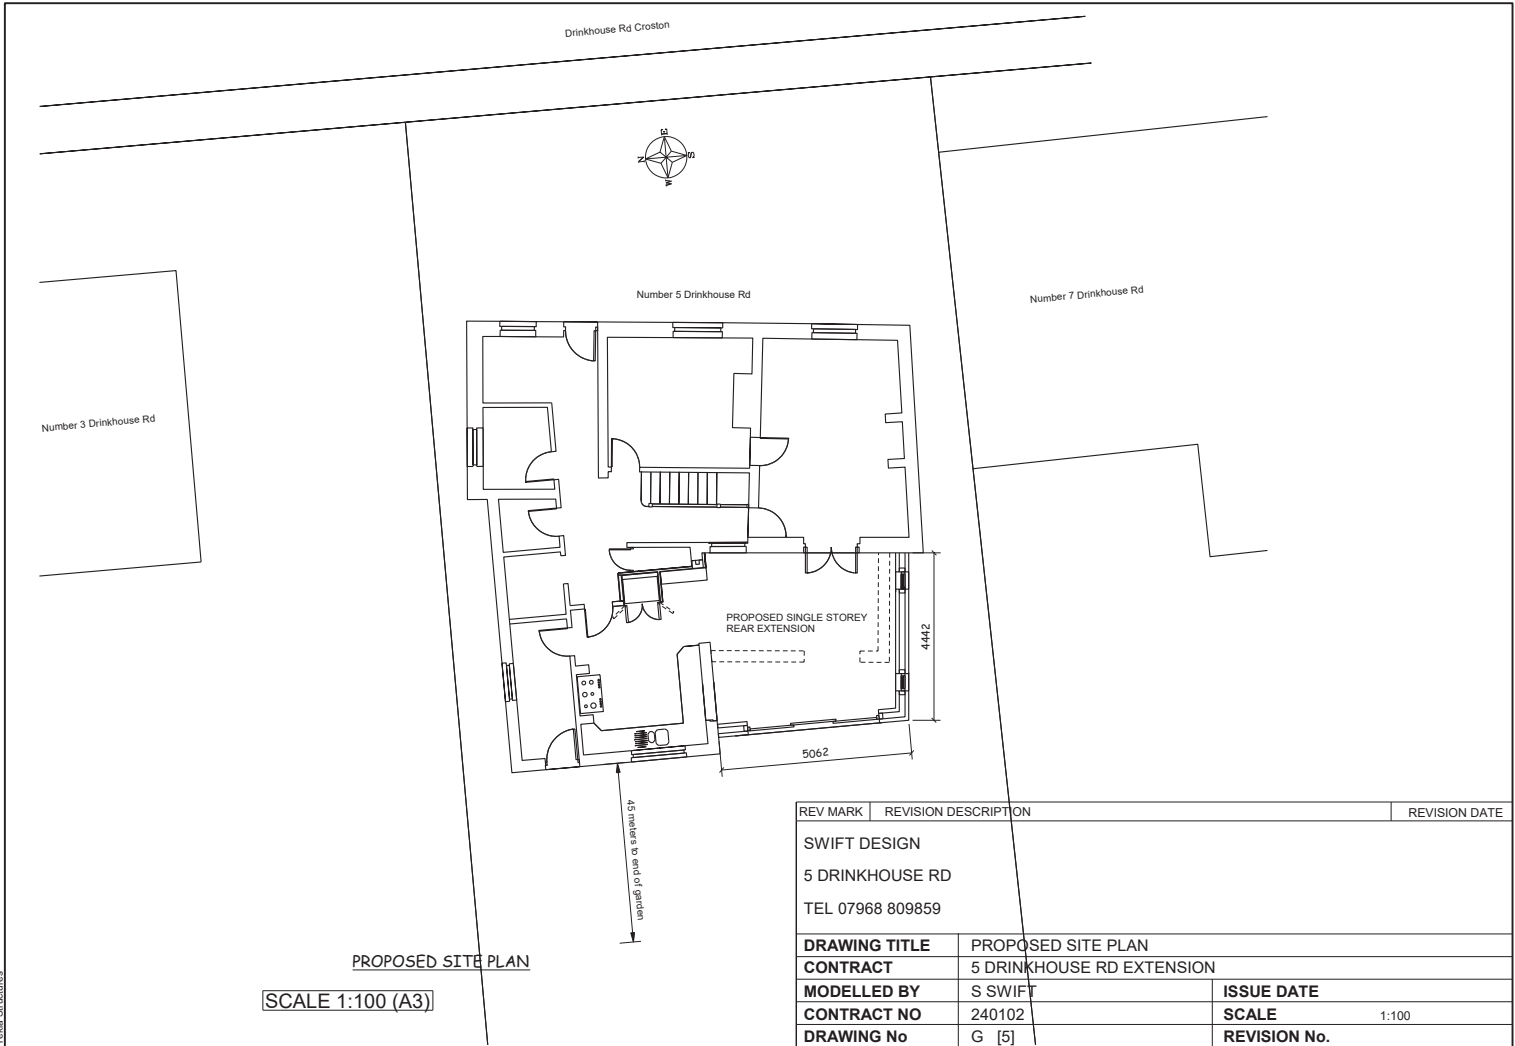 Drinkhouse Rd Croston
E
N
S
W
Number 5 Drinkhouse Rd
Number 7 Drinkhouse Rd
Number 3 Drinkhouse Rd
PROPOSED SINGLE STOREY
REAR EXTENSION
4442
5062
45 meters to end of garden
PROPOSED SITE PLAN
SCALE 1:100 (A3)
REV MARK REVISION DESCRIPTION REVISION DATE
SWIFT DESIGN
5 DRINKHOUSE RD
TEL 07968 809859
DRAWING TITLE PROPOSED SITE PLAN
CONTRACT 5 DRINKHOUSE RD EXTENSION
MODELLED BY S SWIFT ISSUE DATE
CONTRACT NO 240102 SCALE 1:100
DRAWING No G [5] REVISION No.
Tekla Structures